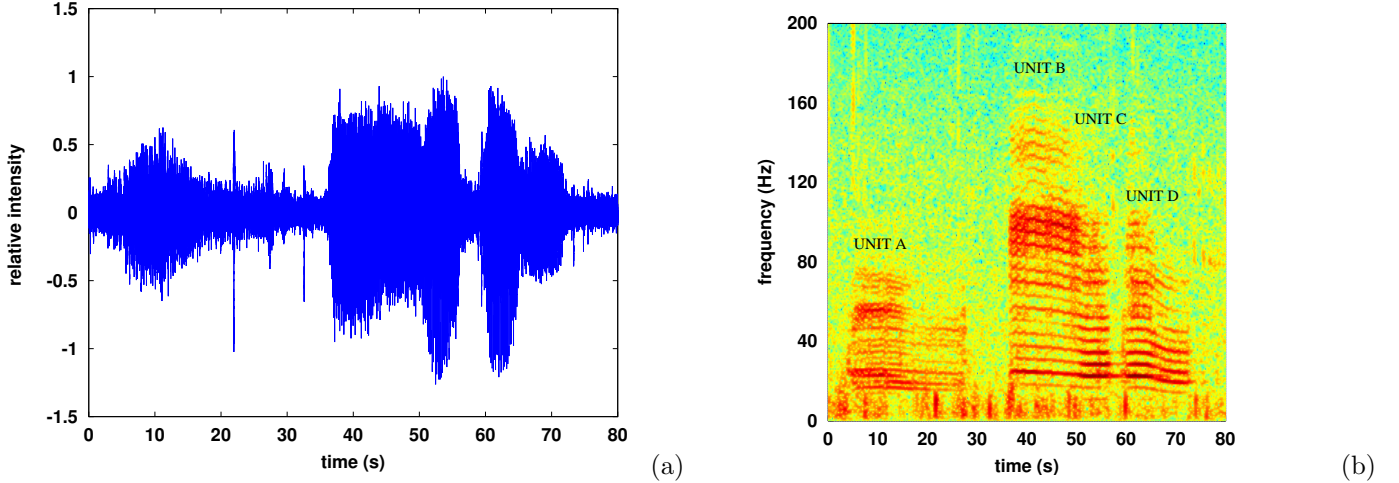 1.5
1
0.5
0
-0.5
-1
-1.5
relative intensity
0 10 20 30 40 50 60 70 80
time (s)
(a)
200
160
120
80
40
0
frequency (Hz)
UNIT B
UNIT C
UNIT D
UNIT A
0 10 20 30 40 50 60 70 80
time (s)
(b)